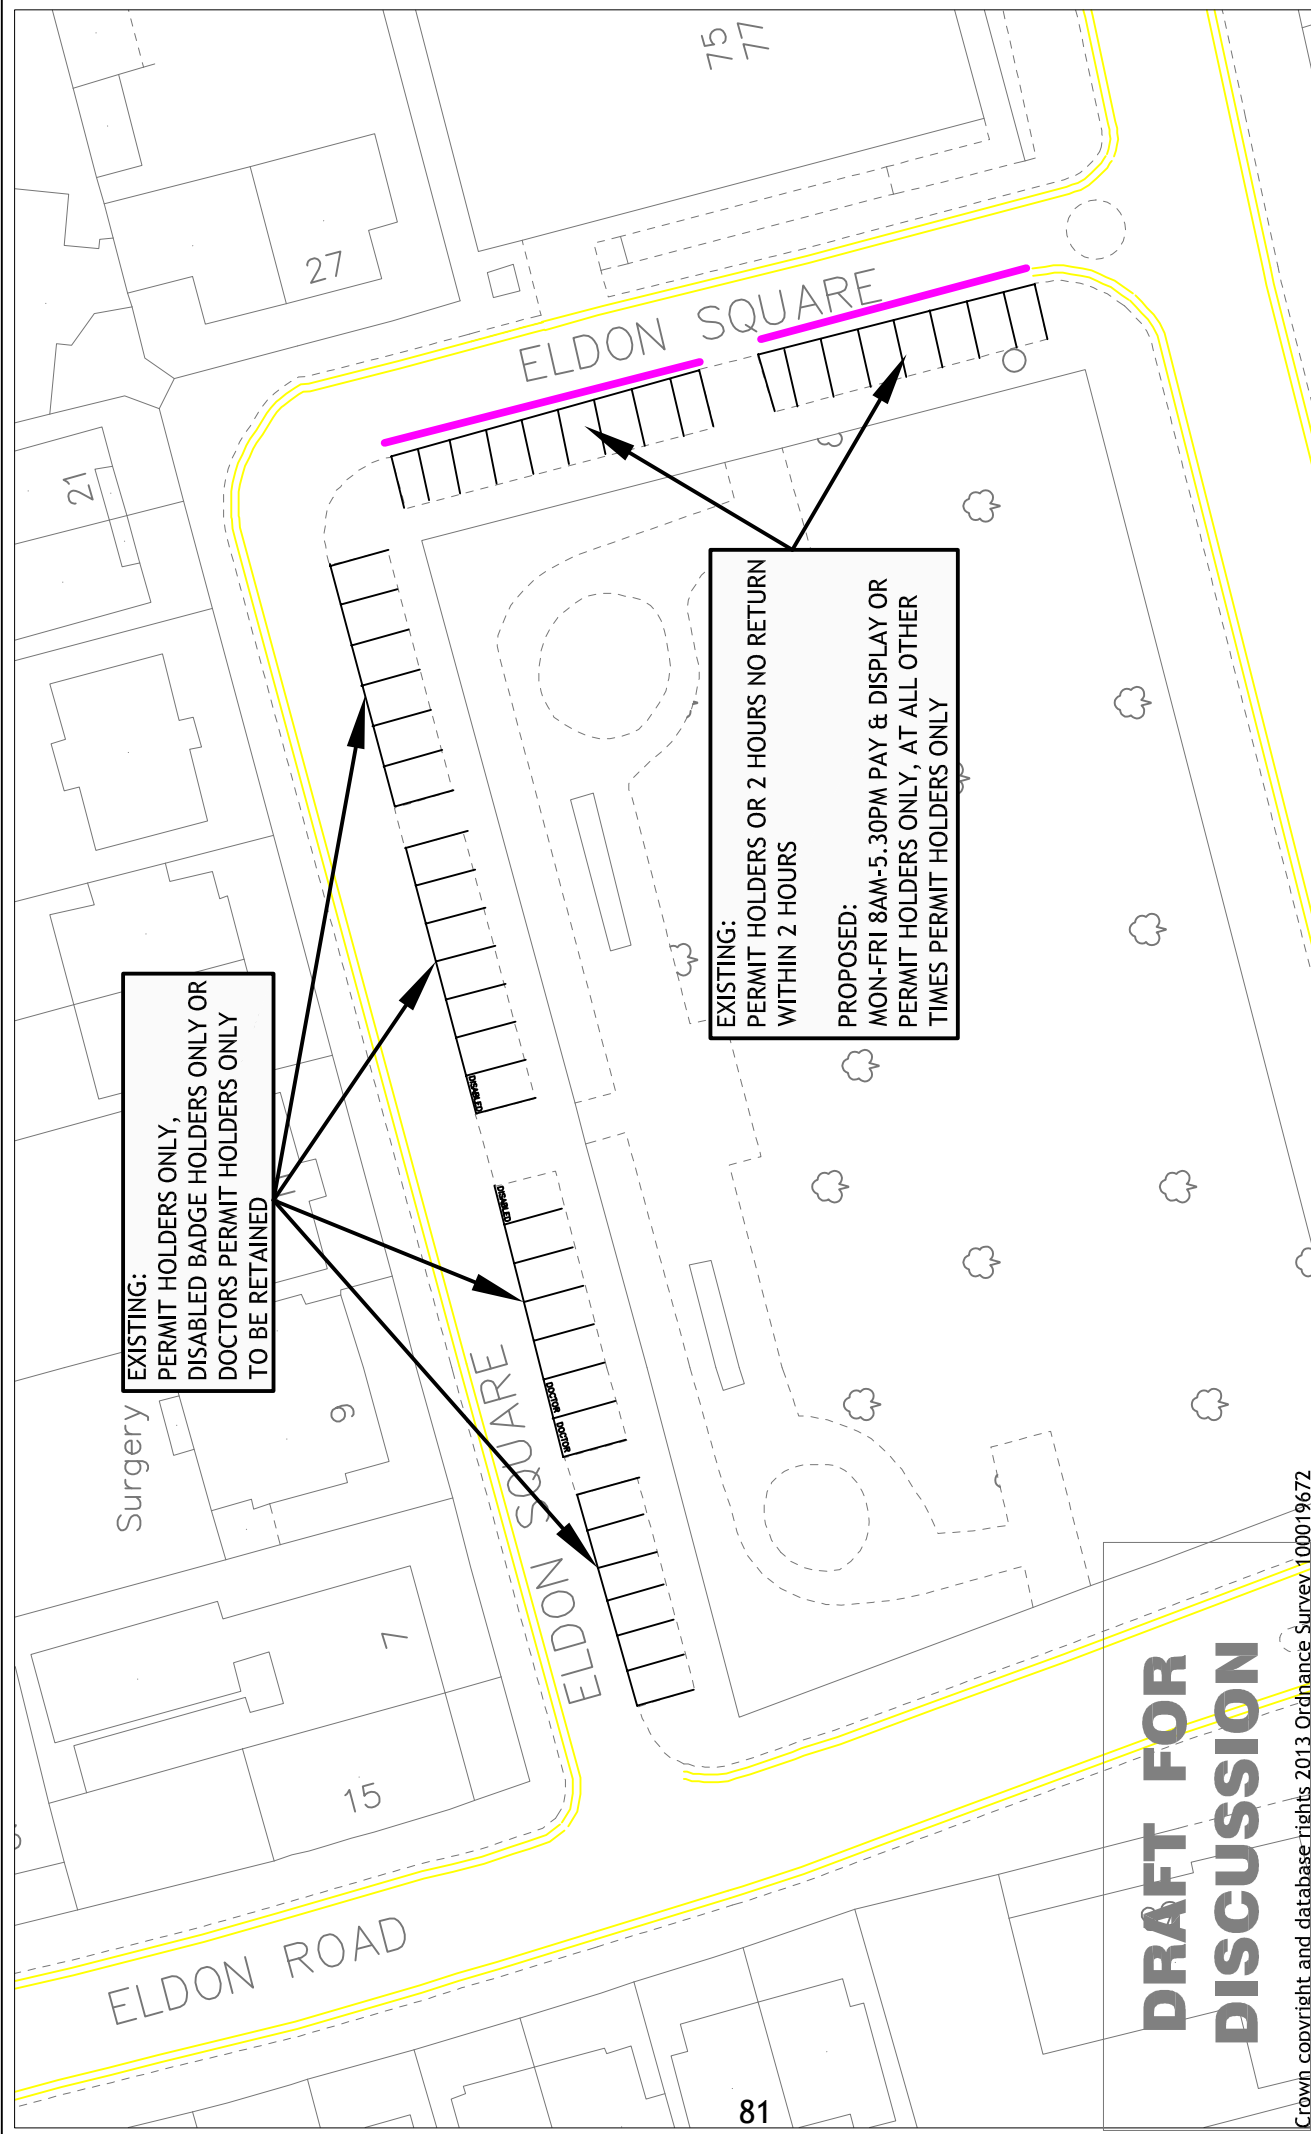 EXISTING:
PERMIT HOLDERS ONLY,
DISABLED BADGE HOLDERS ONLY OR
DOCTORS PERMIT HOLDERS ONLY
TO BE RETAINED
EXISTING:
PERMIT HOLDERS OR 2 HOURS NO RETURN
WITHIN 2 HOURS
PROPOSED:
MON-FRI 8AM-5.30PM PAY & DISPLAY OR
PERMIT HOLDERS ONLY, AT ALL OTHER
TIMES PERMIT HOLDERS ONLY
Surgery
9
7
15
21
27
75
77
ELDON ROAD
ELDON SQUARE
ELDON SQUARE
DOCTOR
DOCTOR
DISABLED
DISABLED
DRAFT FOR
DISCUSSION
Crown copyright and database rights 2013 Ordnance Survey 100019672
81